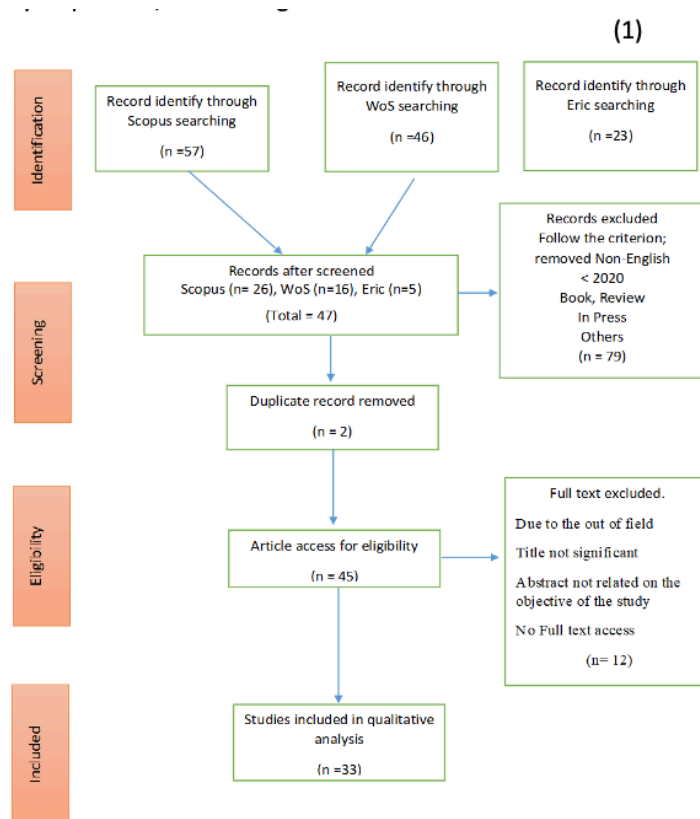 (1)
Identification
Record identify through
Scopus searching
(n =57)
Record identify through
WoS searching
(n =46)
Record identify through
Eric searching
(n =23)
Screening
Records after screened
Scopus (n= 26), WoS (n=16), Eric (n=5)
(Total = 47)
Records excluded
Follow the criterion;
removed Non-English
< 2020
Book, Review
In Press
Others
(n = 79)
Duplicate record removed
(n = 2)
Eligibility
Article access for eligibility
n = 45)
Full text excluded.
Due to the out of field
Title not significant
Abstract not related on the
objective of the study
No Full text access
(n= 12)
Included
Studies included in qualitative
analysis
(n =33)